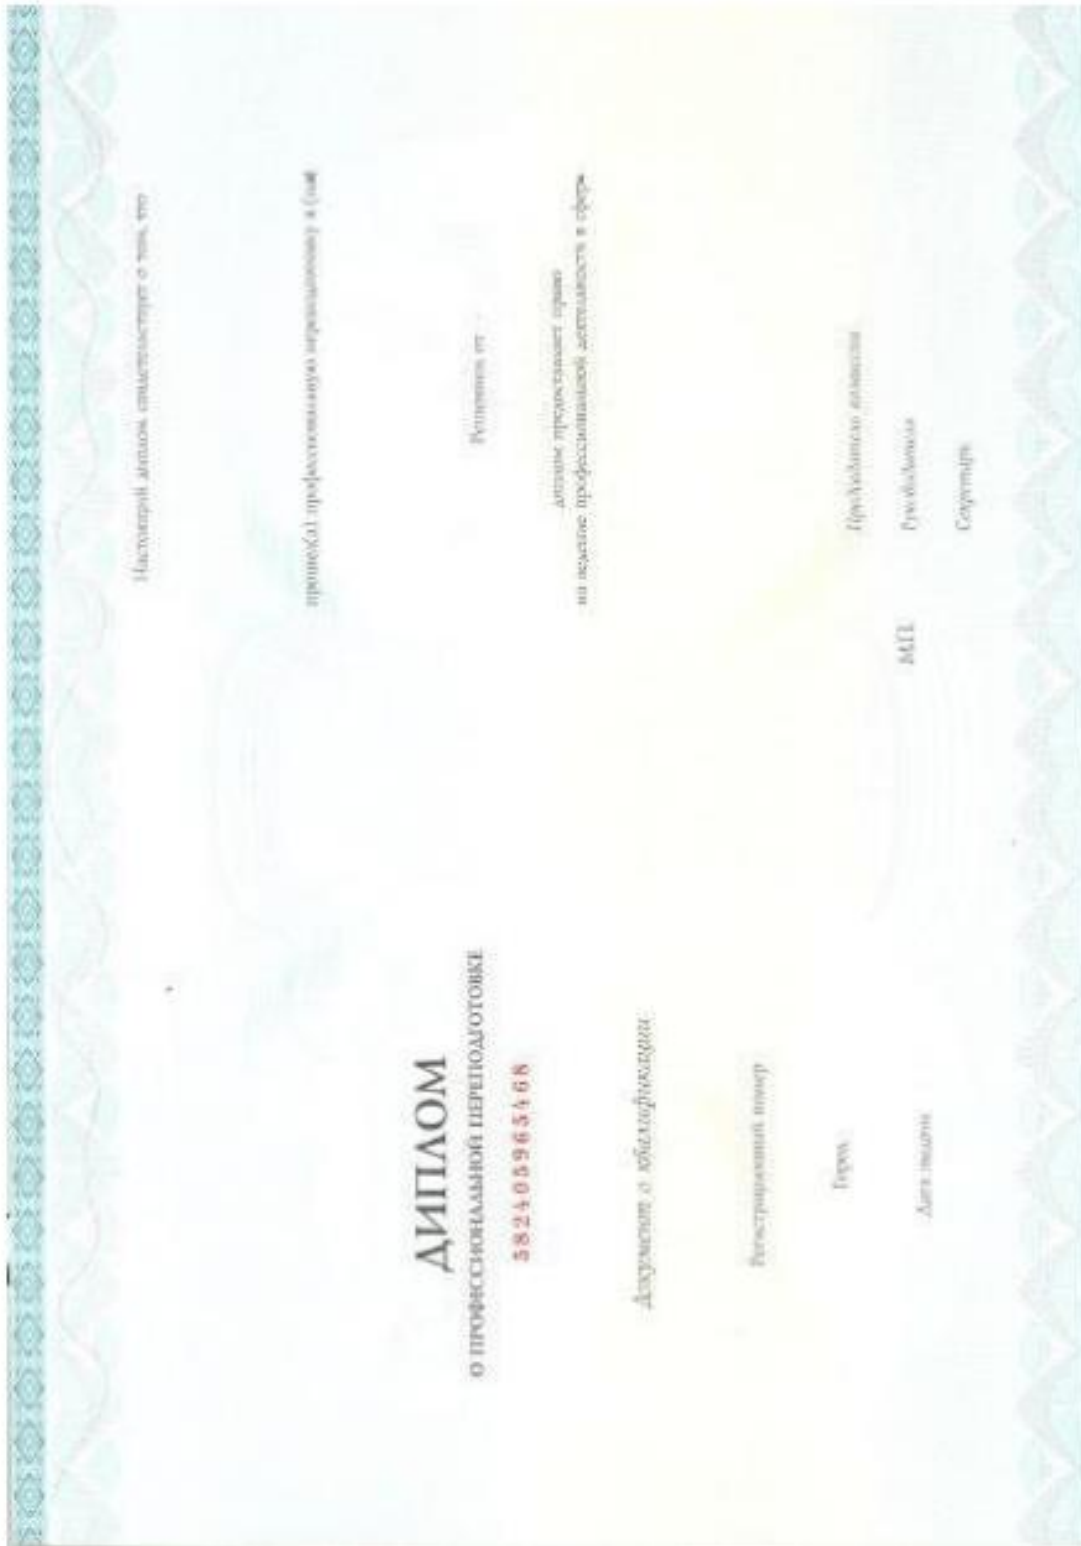 ДИПЛОМ
О ПРОФЕССИОНАЛЬНОЙ ПЕРЕПОДГОТОВКЕ
582405965468
Документ о квалификации
Регистрационный номер
Город
Дата выдачи
Настоящий диплом свидетельствует о том, что
прошел(а) профессиональную переподготовку в (на)
Решением от
диплом предоставляет право
на ведение профессиональной деятельности в сфере
Председатель комиссии
М.П.
Руководитель
Секретарь